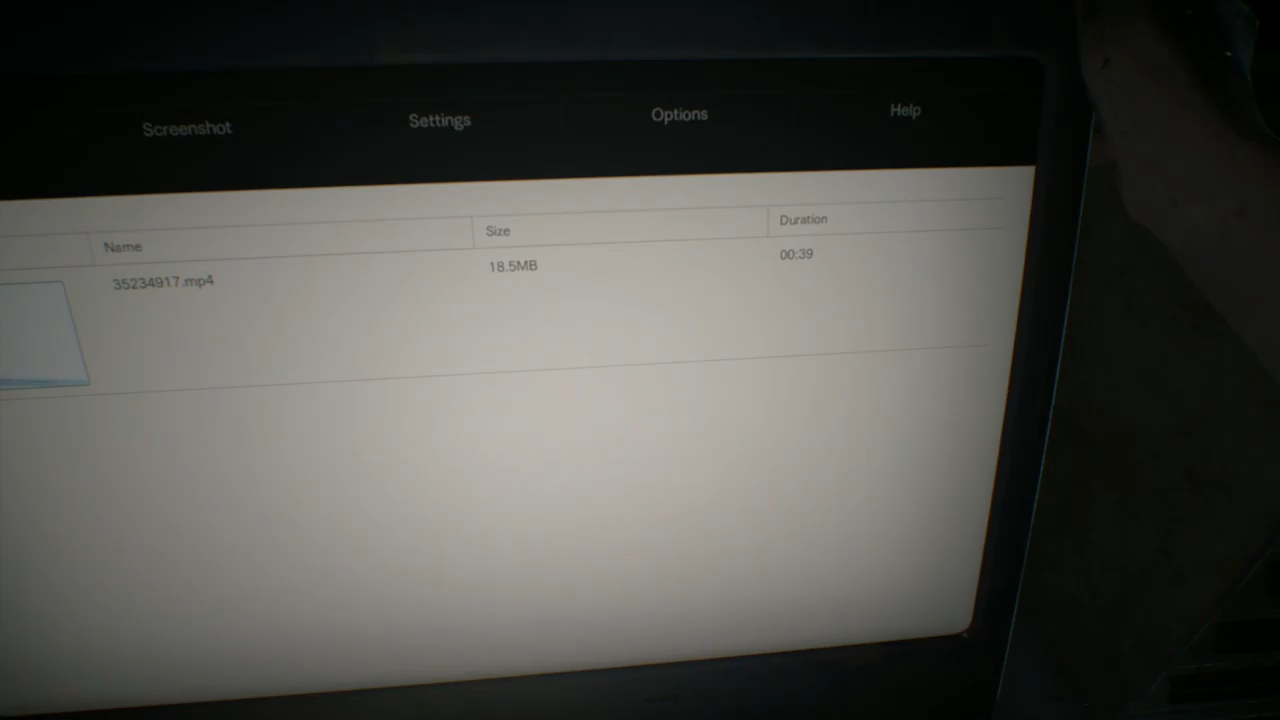 Screenshot Settings Options Help
Name Size Duration
35234917.mp4 18.5MB 00:39